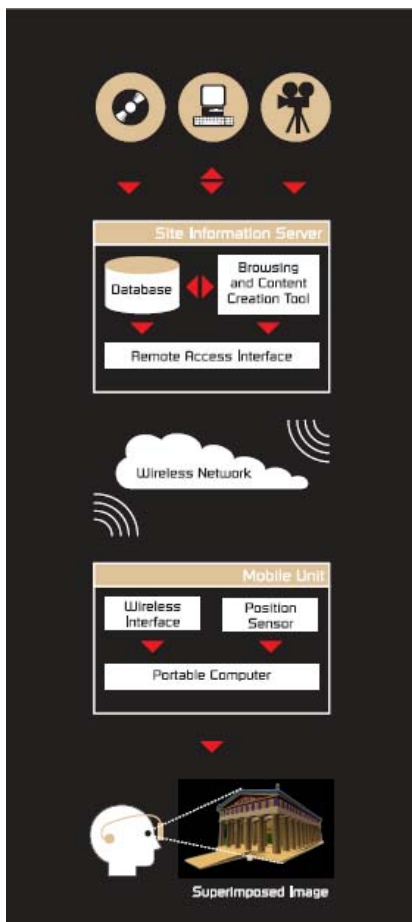 Site Information Server
Database
Browsing
and Content
Creation Tool
Remote Access Interface
Wireless Network
Mobile Unit
Wireless
Interface
Position
Sensor
Portable Computer
Superimposed Image